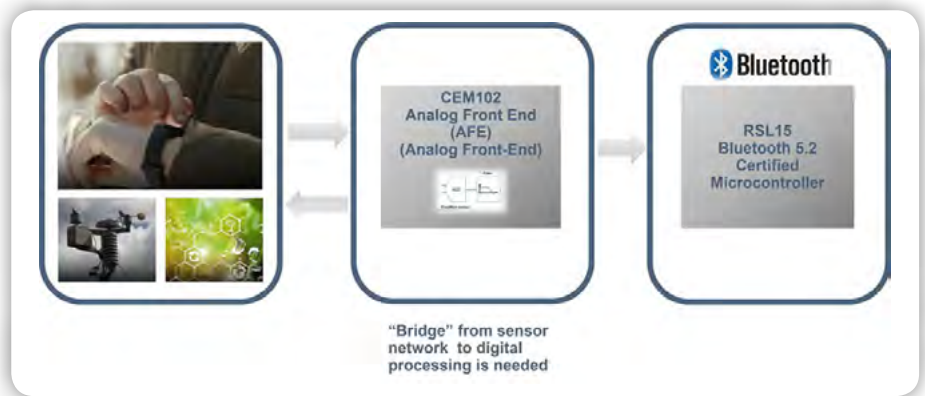 Bluetooth
CEM102
Analog Front End
(AFE)
(Analog Front-End)
RSL15
Bluetooth 5.2
Certified
Microcontroller
"Bridge" from sensor
network to digital
processing is needed